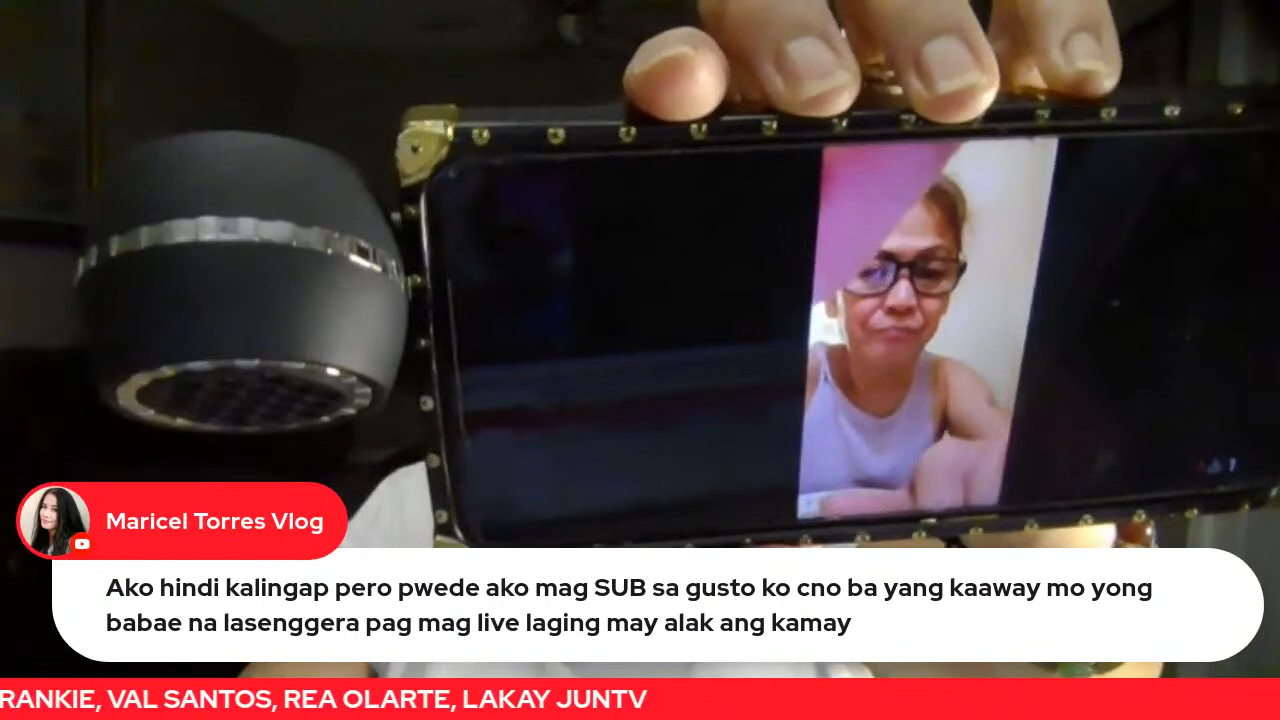 Maricel Torres Vlog
Ako hindi kalingap pero pwede ako mag SUB sa gusto ko cno ba yang kaaway mo yong
babae na lasenggera pag mag live laging may alak ang kamay
RANKIE, VAL SANTOS, REA OLARTE, LAKAY JUNTV